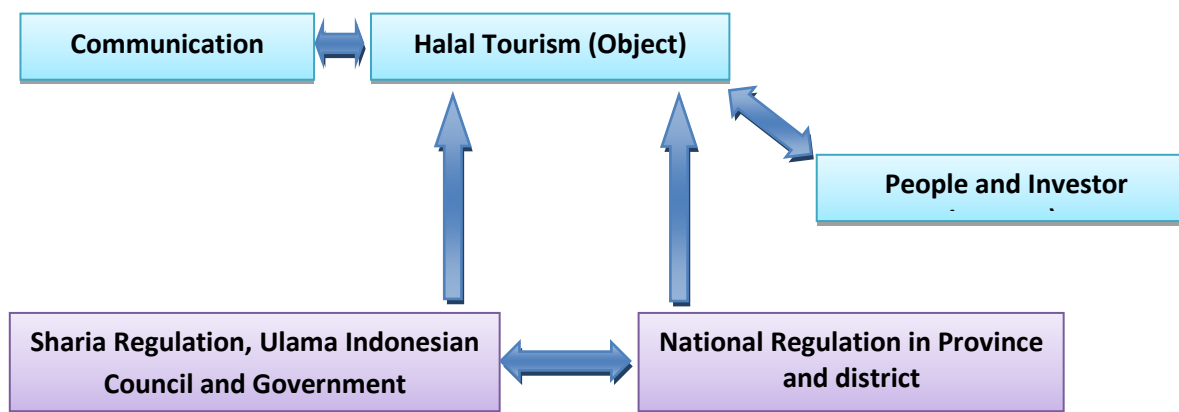 Communication
Halal Tourism (Object)
People and Investor
Sharia Regulation, Ulama Indonesian
Council and Government
National Regulation in Province
and district